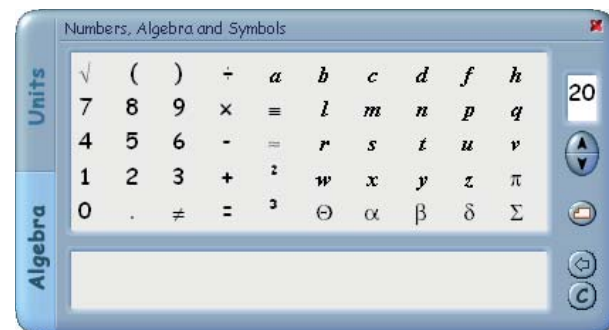 Numbers, Algebra and Symbols
Units
Algebra
√ ( ) ÷ a b c d f h
7 8 9 × ≡ l m n p q
4 5 6 - ≈ r s t u v
1 2 3 + ² w x y z π
0 . ≠ = ³ Θ α β δ Σ
20
C